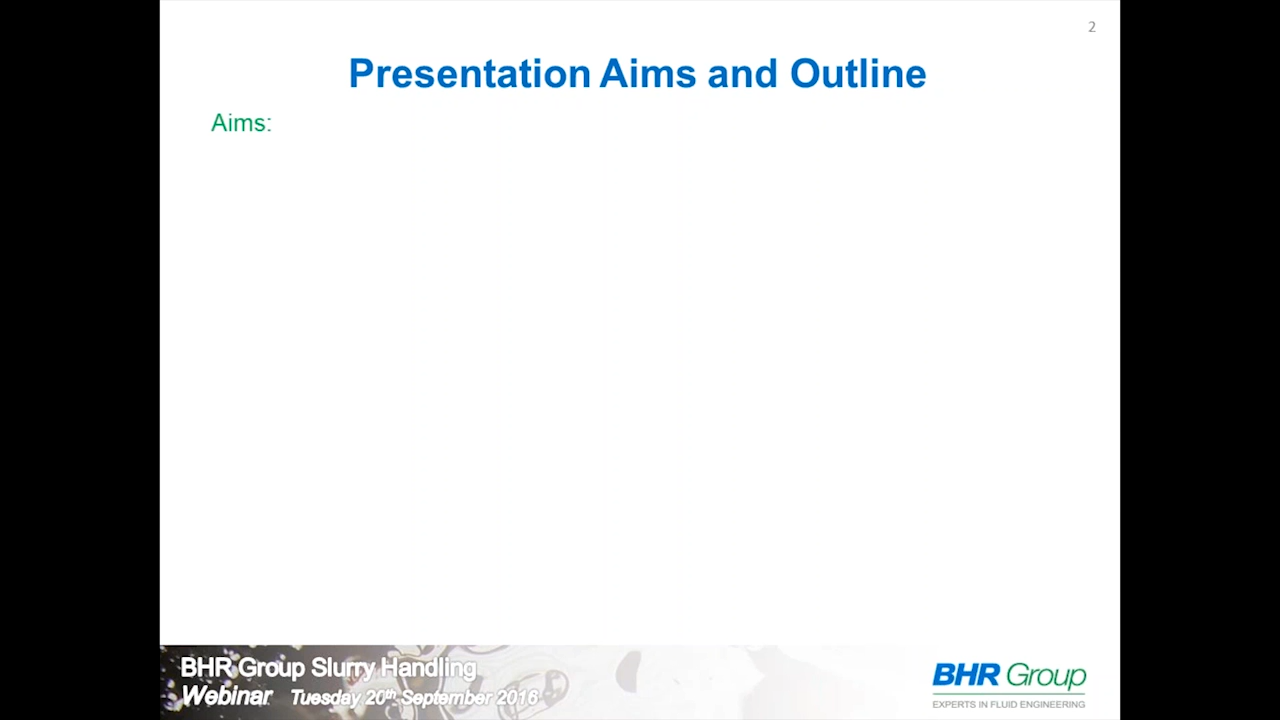 2
Presentation Aims and Outline
Aims:
BHR Group Slurry Handling
Webinar Tuesday 20th September 2016
BHR Group
EXPERTS IN FLUID ENGINEERING